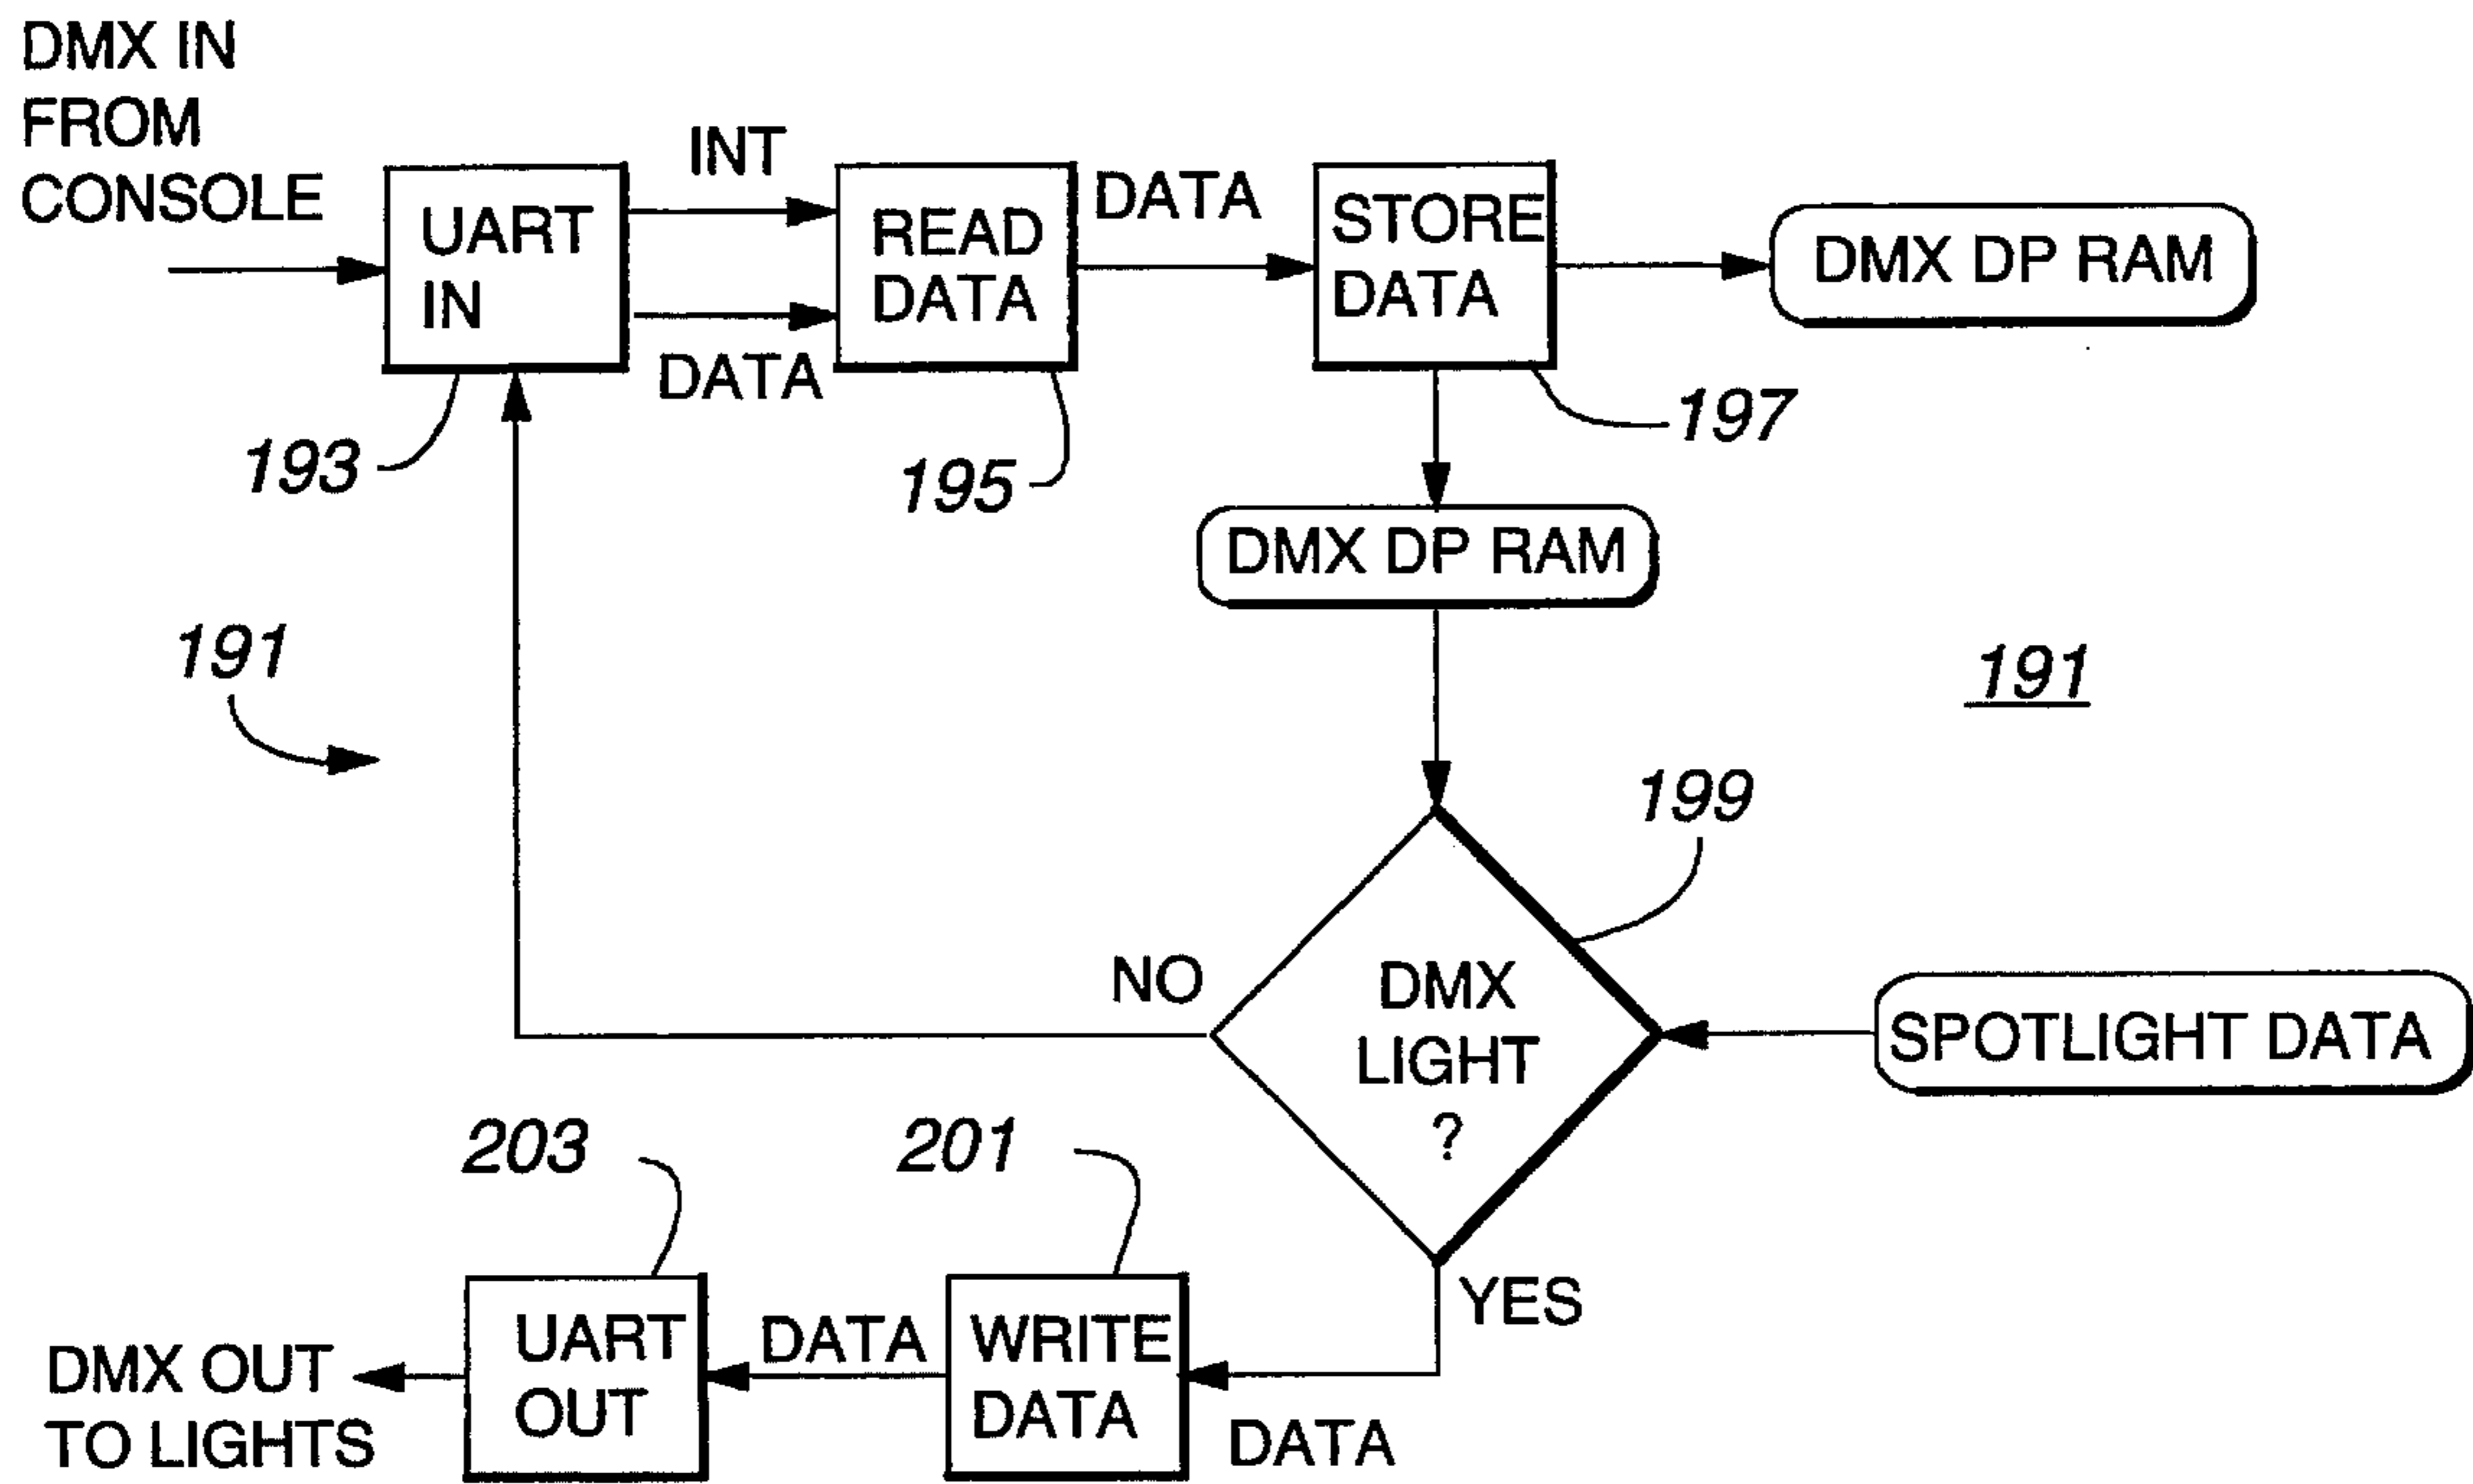 DMX IN
FROM
CONSOLE
INT
DATA
UART
IN
READ
DATA
DATA
STORE
DATA
DMX DP RAM
193
195
197
DMX DP RAM
191
191
199
NO
DMX
LIGHT
?
SPOTLIGHT DATA
YES
203
201
DMX OUT
TO LIGHTS
UART
OUT
DATA
WRITE
DATA
DATA